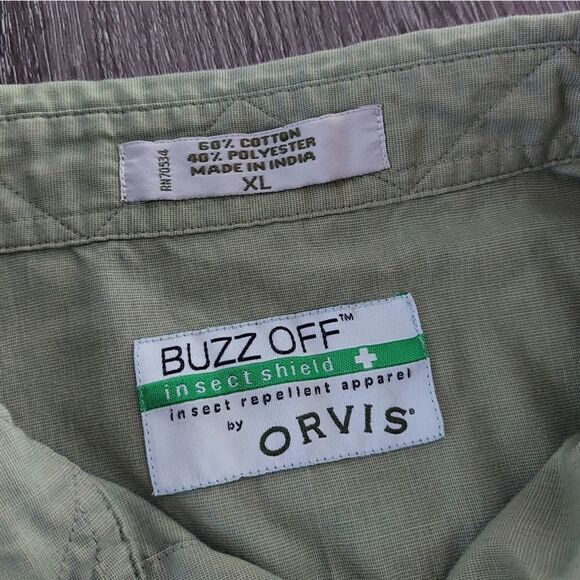 RN70534
60% COTTON
40% POLYESTER
MADE IN INDIA
XL
BUZZ OFF™
insect shield
insect repellent apparel
by ORVIS®